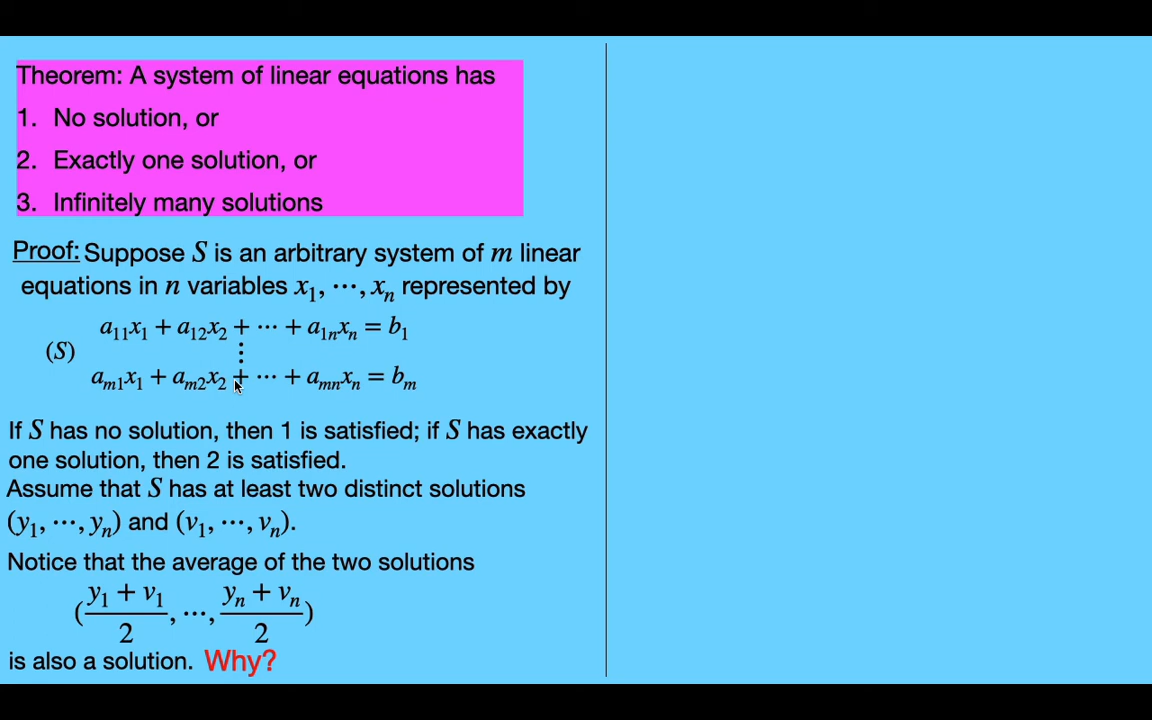 Theorem: A system of linear equations has
1. No solution, or
2. Exactly one solution, or
3. Infinitely many solutions
Proof: Suppose S is an arbitrary system of m linear
equations in n variables x₁, ⋯, xₙ represented by
a₁₁x₁ + a₁₂x₂ + ⋯ + a₁ₙxₙ = b₁
(S) ⋮
aₘ₁x₁ + aₘ₂x₂ + ⋯ + aₘₙxₙ = bₘ
If S has no solution, then 1 is satisfied; if S has exactly
one solution, then 2 is satisfied.
Assume that S has at least two distinct solutions
(y₁, ⋯, yₙ) and (v₁, ⋯, vₙ).
Notice that the average of the two solutions
((y₁ + v₁)/2, ⋯, (yₙ + vₙ)/2)
is also a solution. Why?